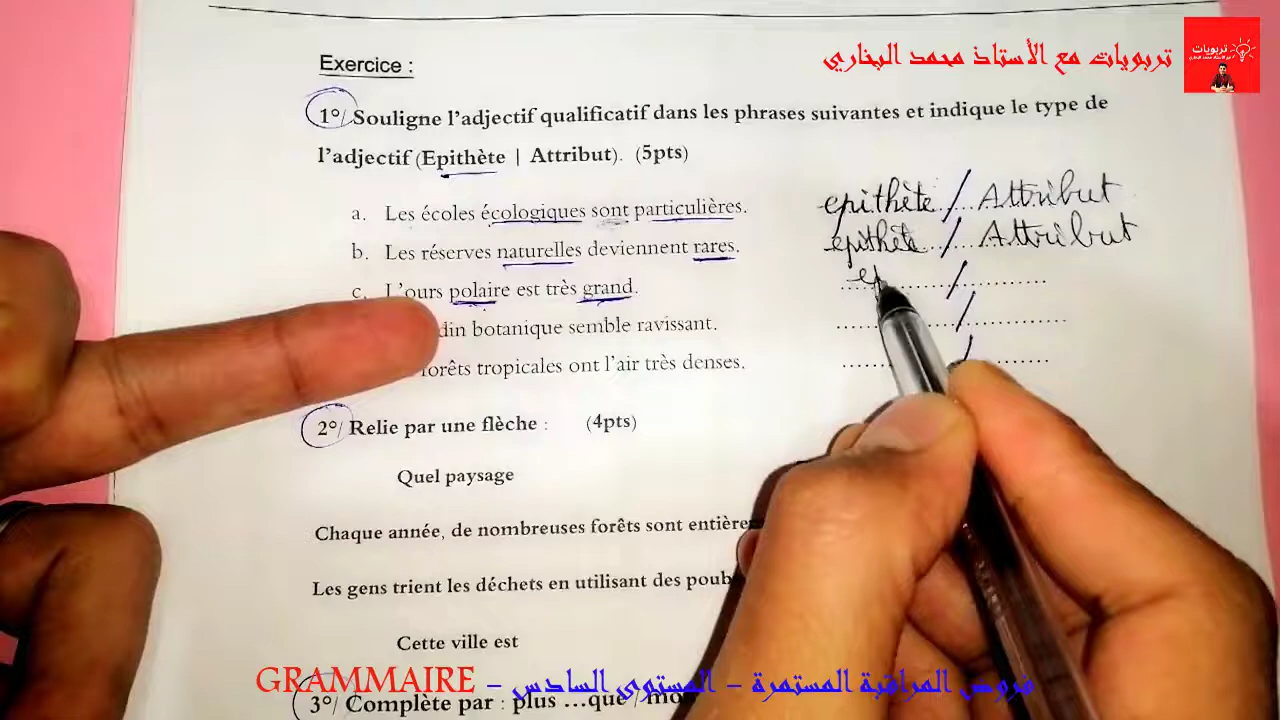 تربويات مع الأستاذ محمد البخاري
تربويات
Exercice :
1°/ Souligne l'adjectif qualificatif dans les phrases suivantes et indique le type de
l'adjectif (Epithète | Attribut). (5pts)
a. Les écoles écologiques sont particulières. epithète / Attribut
b. Les réserves naturelles deviennent rares. epithète / Attribut
c. L'ours polaire est très grand. ep ........../............
din botanique semble ravissant. ............/............
forêts tropicales ont l'air très denses. ............/............
2°/ Relie par une flèche : (4pts)
Quel paysage
Chaque année, de nombreuses forêts sont entière
Les gens trient les déchets en utilisant des poub
Cette ville est
3°/ Complète par : plus ...que / mo
GRAMMAIRE – فروض المراقبة المستمرة – المستوى السادس